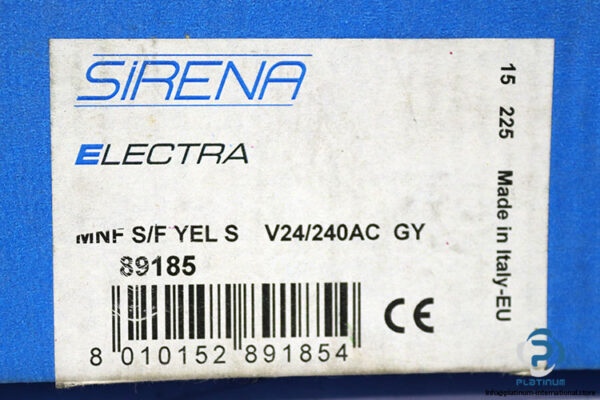 SiRENA
ELECTRA
MNF S/F YEL S V24/240AC GY
89185
8 010152 891854
CE
15 225 Made in Italy-EU
PLATINUM
info@platinum-international.store